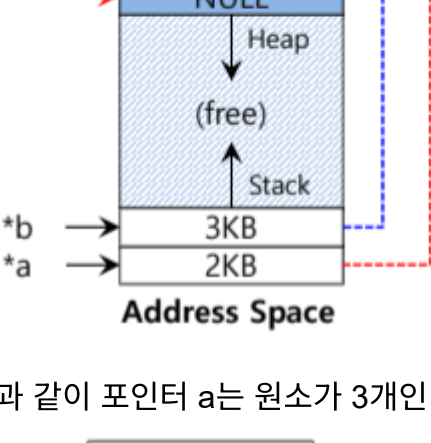 NULL
Heap
(free)
Stack
*b 3KB
*a 2KB
Address Space
과 같이 포인터 a는 원소가 3개인